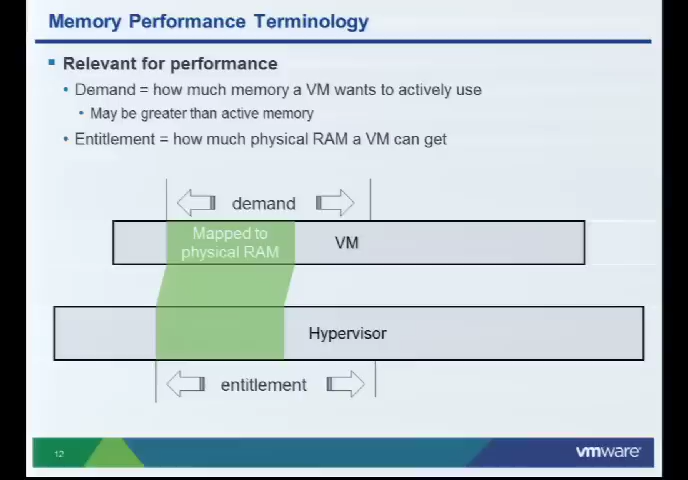 Memory Performance Terminology
Relevant for performance
Demand = how much memory a VM wants to actively use
May be greater than active memory
Entitlement = how much physical RAM a VM can get
demand
Mapped to
physical RAM
VM
Hypervisor
entitlement
12
vmware